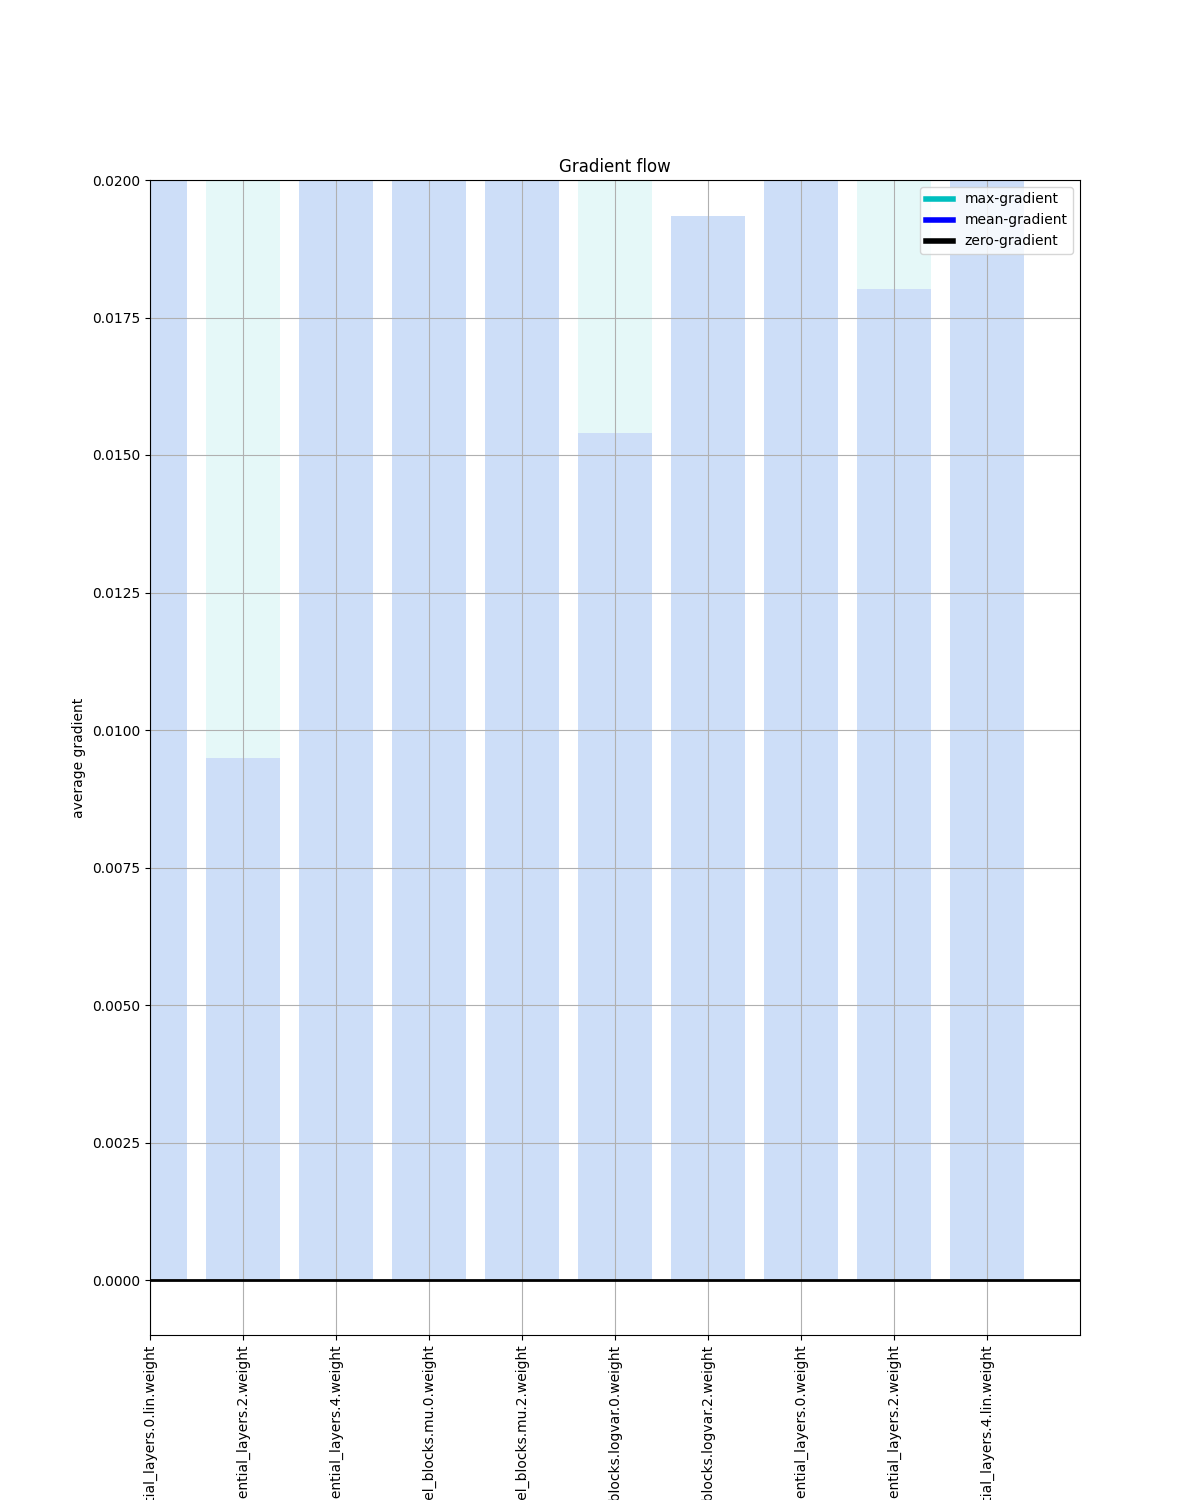 Gradient flow
max-gradient
mean-gradient
zero-gradient
average gradient
0.0200
0.0175
0.0150
0.0125
0.0100
0.0075
0.0050
0.0025
0.0000
tial_layers.0.lin.weight
ential_layers.2.weight
ential_layers.4.weight
el_blocks.mu.0.weight
el_blocks.mu.2.weight
blocks.logvar.0.weight
blocks.logvar.2.weight
ential_layers.0.weight
ential_layers.2.weight
tial_layers.4.lin.weight